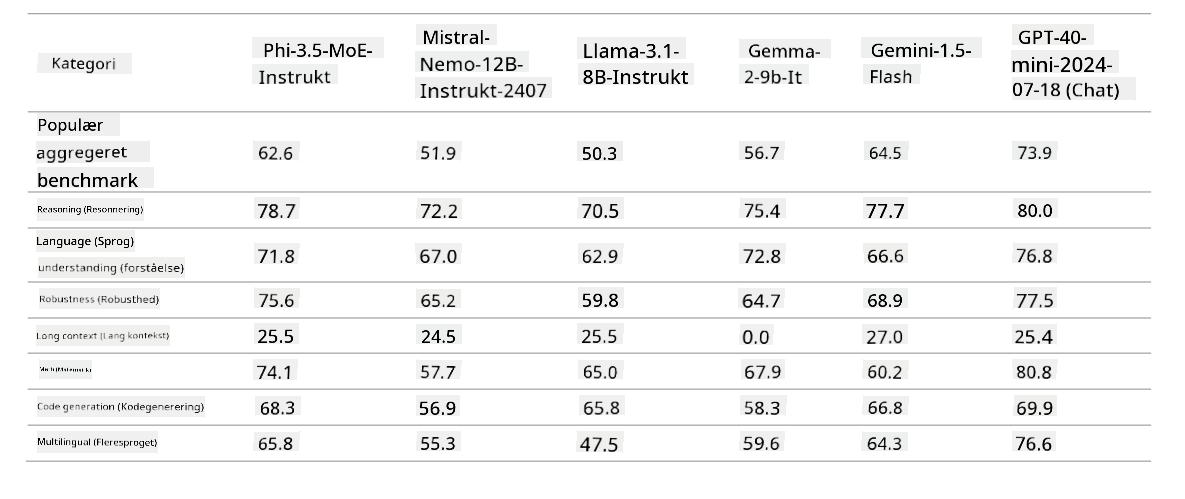 Kategori Phi-3.5-MoE-Instrukt Mistral-Nemo-12B-Instrukt-2407 Llama-3.1-8B-Instrukt Gemma-2-9b-It Gemini-1.5-Flash GPT-40-mini-2024-07-18 (Chat)
Populær aggregeret benchmark 62.6 51.9 50.3 56.7 64.5 73.9
Reasoning (Resonnering) 78.7 72.2 70.5 75.4 77.7 80.0
Language (Sprog) understanding (forståelse) 71.8 67.0 62.9 72.8 66.6 76.8
Robustness (Robusthed) 75.6 65.2 59.8 64.7 68.9 77.5
Long context (Lang kontekst) 25.5 24.5 25.5 0.0 27.0 25.4
Math (Matematik) 74.1 57.7 65.0 67.9 60.2 80.8
Code generation (Kodegenerering) 68.3 56.9 65.8 58.3 66.8 69.9
Multilingual (Fleresproget) 65.8 55.3 47.5 59.6 64.3 76.6